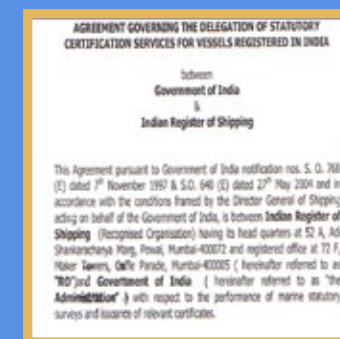 AGREEMENT GOVERNING THE DELEGATION OF STATUTORY
CERTIFICATION SERVICES FOR VESSELS REGISTERED IN INDIA
between
Government of India
&
Indian Register of Shipping
This Agreement pursuant to Government of India notification nos. S. O. 768
(E) dated 7th November 1997 & S.O. 640 (E) dated 27th May 2004 and in
accordance with the conditions framed by the Director General of Shipping
acting on behalf of the Government of India, is between Indian Register of
Shipping (Recognised Organisation) having its head quarters at 52 A, Adi
Shankaracharya Marg, Powai, Mumbai-400072 and registered office at 72 F,
Maker Towers, Cuffe Parade, Mumbai-400005 ( hereinafter referred to as
"RO")and Government of India ( hereinafter referred to as "the
Administration" ) with respect to the performance of marine statutory
surveys and issuance of relevant certificates.